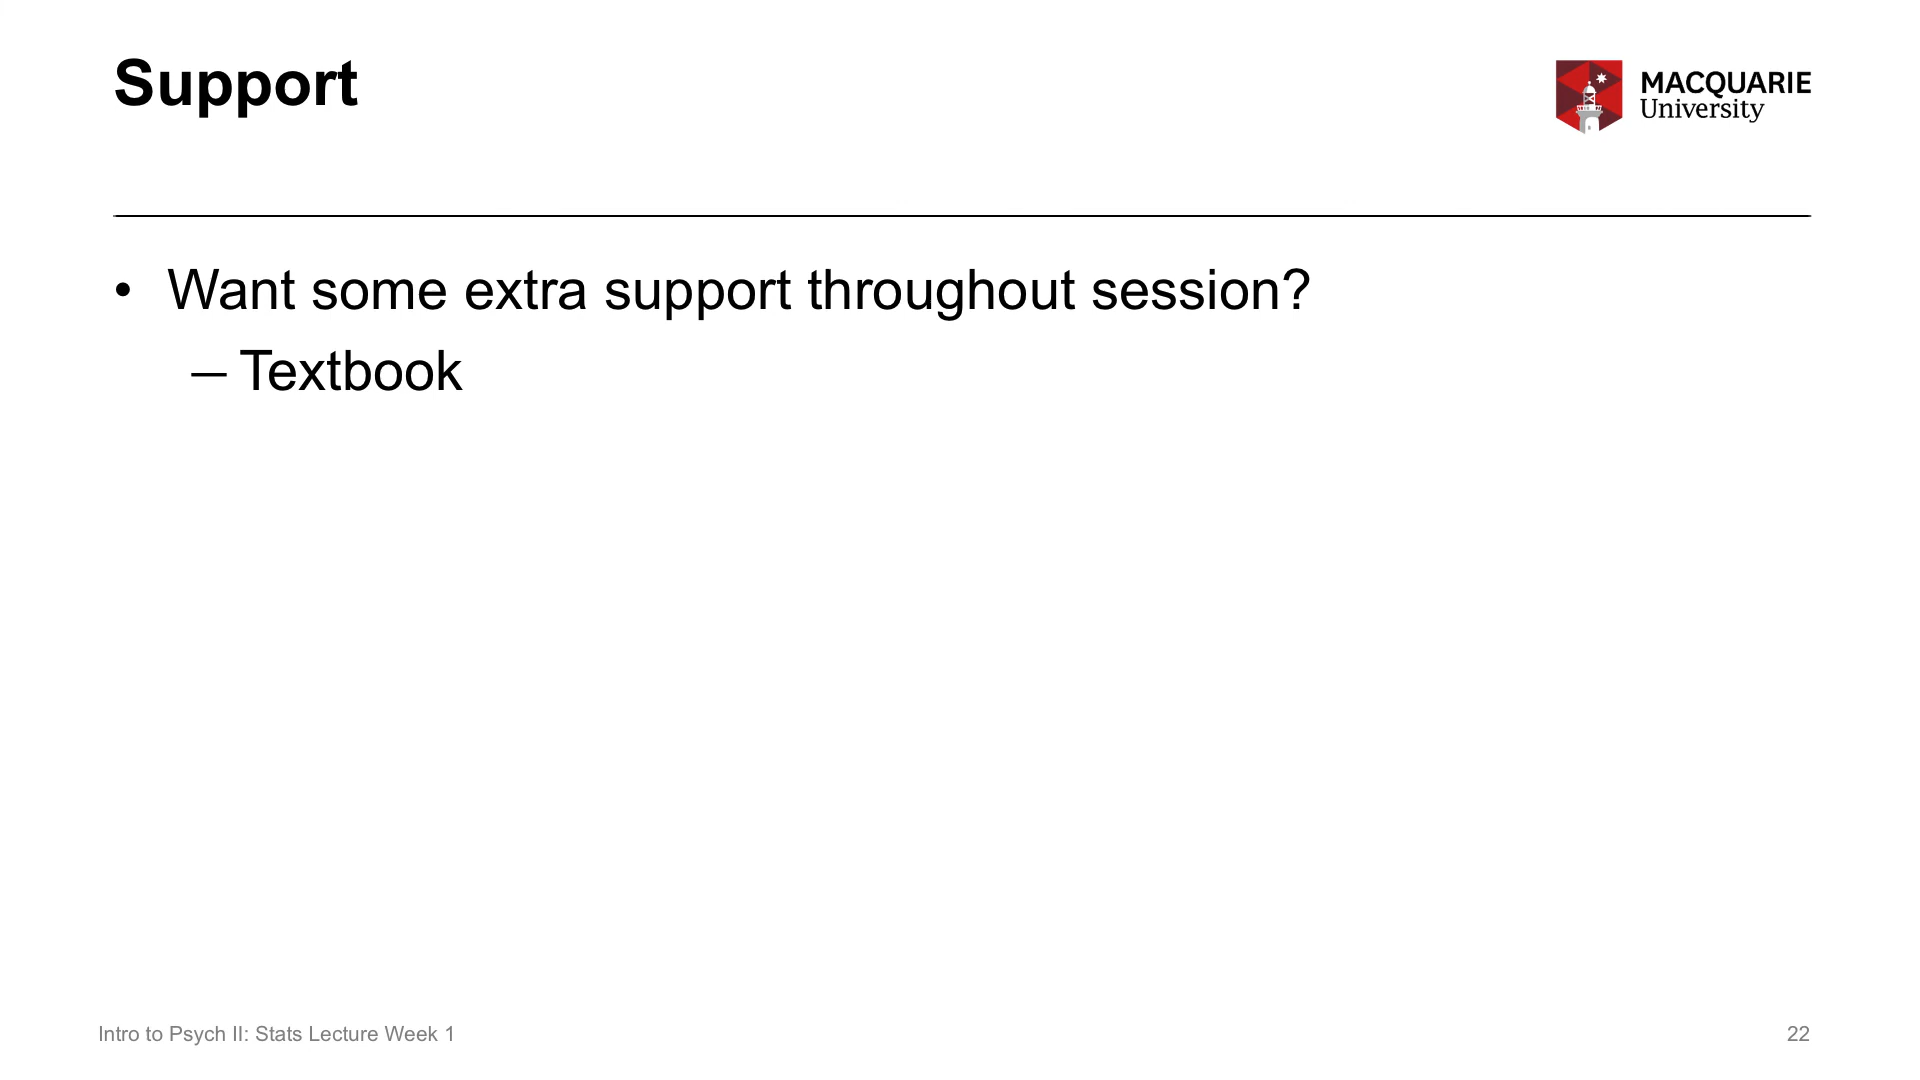 Support
MACQUARIE
University
• Want some extra support throughout session?
– Textbook
Intro to Psych II: Stats Lecture Week 1
22